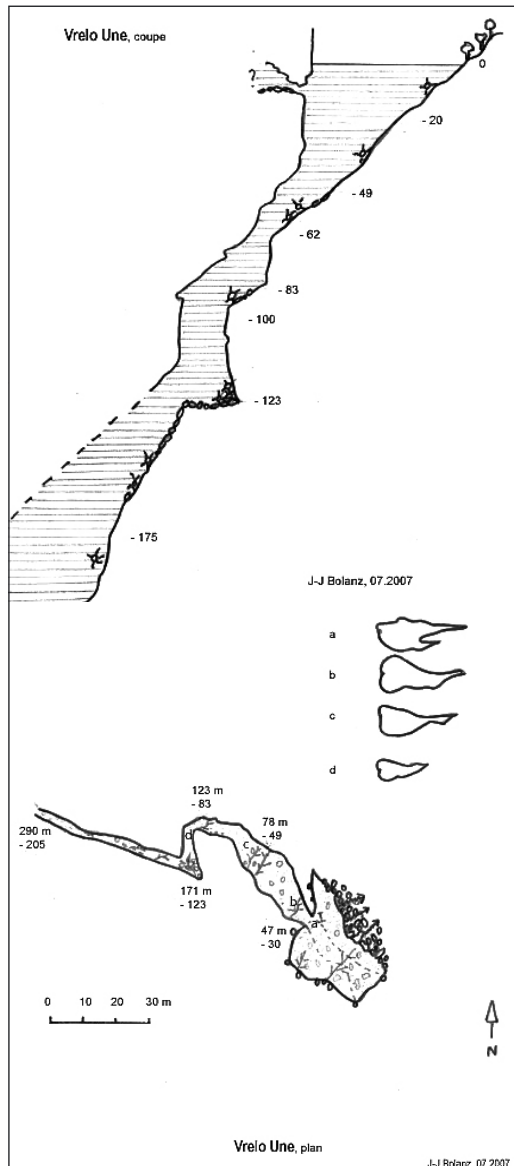 Vrelo Une, coupe
0
- 20
- 49
- 62
- 83
- 100
- 123
- 175
J-J Bolanz, 07.2007
a
b
c
d
123 m
- 83
290 m
- 205
d
c
78 m
- 49
171 m
- 123
b
a
47 m
- 30
0 10 20 30 m
N
Vrelo Une, plan
J-J Bolanz, 07.2007